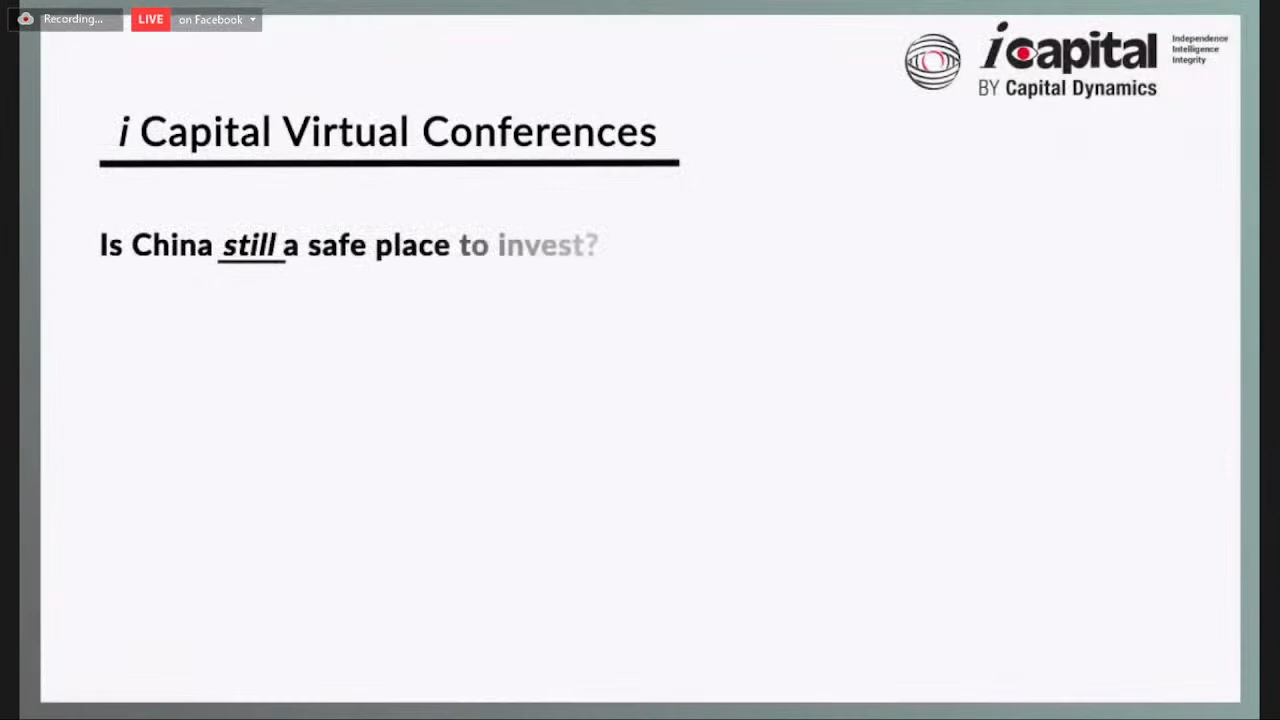 Recording...
LIVE on Facebook
i capital
BY Capital Dynamics
Independence
Intelligence
Integrity
i Capital Virtual Conferences
Is China still a safe place to invest?